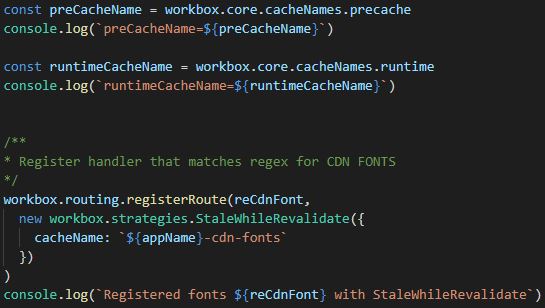 const preCacheName = workbox.core.cacheNames.precache
console.log(`preCacheName=${preCacheName}`)
const runtimeCacheName = workbox.core.cacheNames.runtime
console.log(`runtimeCacheName=${runtimeCacheName}`)
/**
* Register handler that matches regex for CDN FONTS
*/
workbox.routing.registerRoute(reCdnFont,
new workbox.strategies.StaleWhileRevalidate({
cacheName: `${appName}-cdn-fonts`
})
)
console.log(`Registered fonts ${reCdnFont} with StaleWhileRevalidate`)